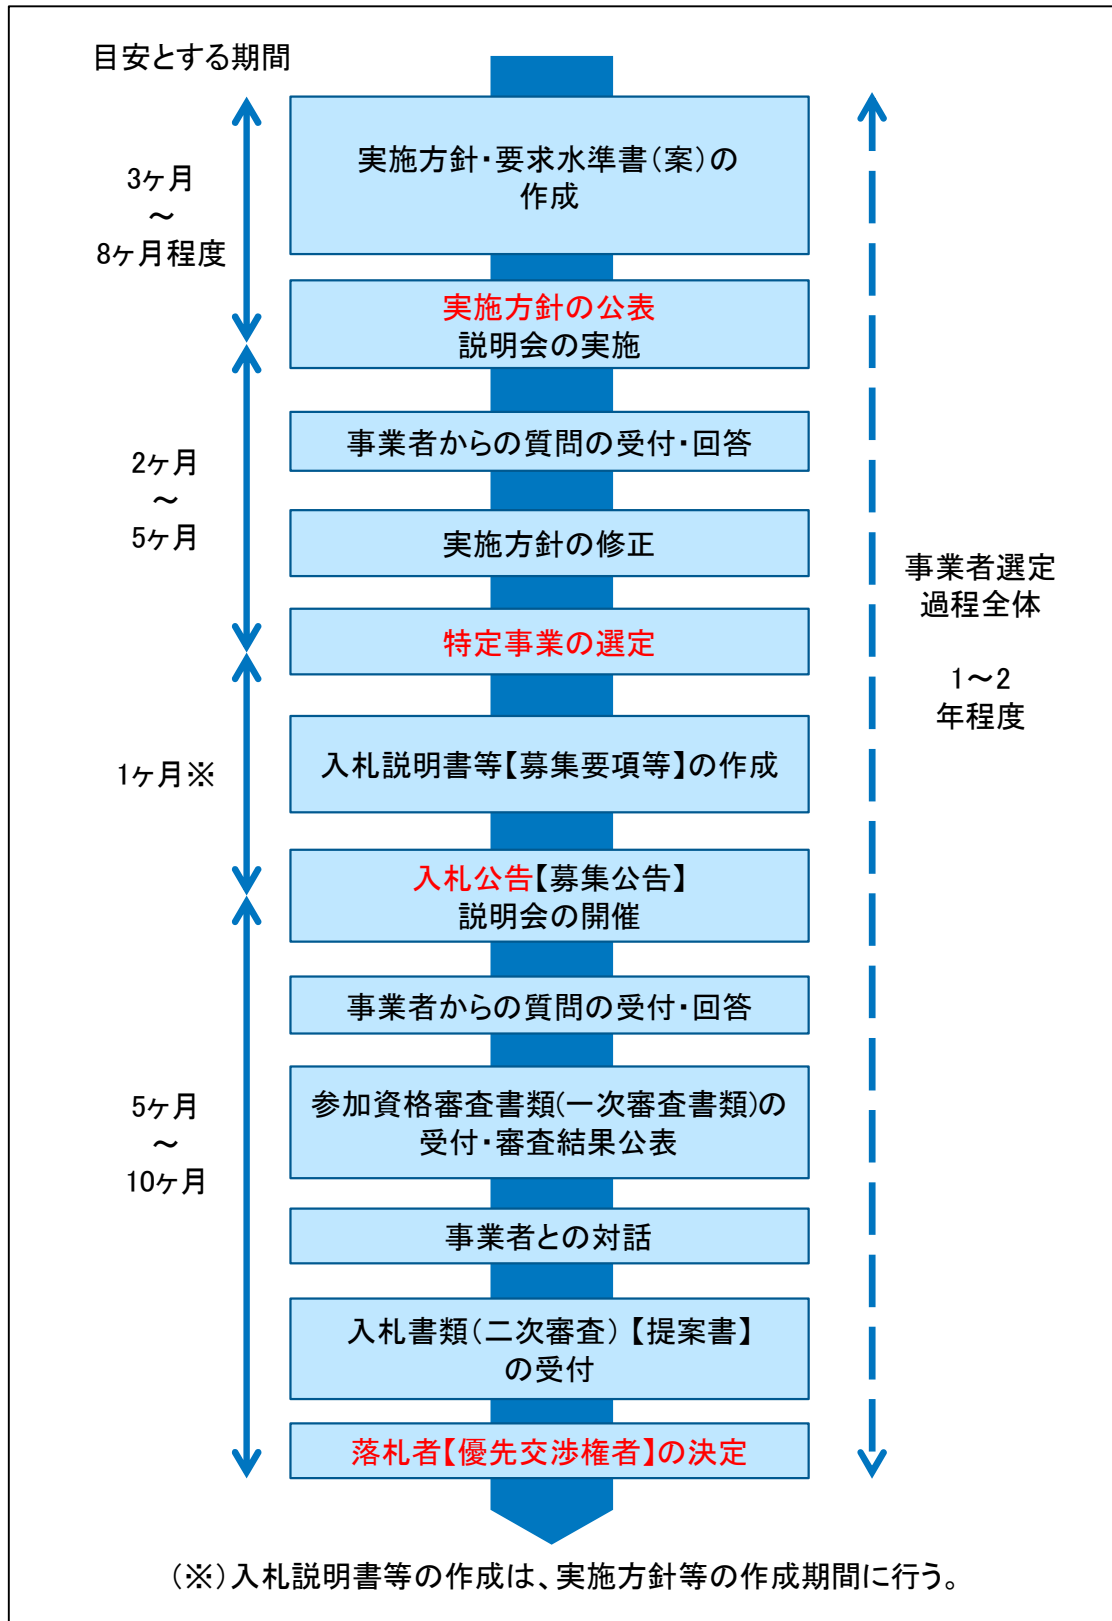 目安とする期間
3ヶ月
～
8ヶ月程度
実施方針・要求水準書（案）の
作成
実施方針の公表
説明会の実施
2ヶ月
～
5ヶ月
事業者からの質問の受付・回答
実施方針の修正
特定事業の選定
1ヶ月※
入札説明書等【募集要項等】の作成
入札公告【募集公告】
説明会の開催
5ヶ月
～
10ヶ月
事業者からの質問の受付・回答
参加資格審査書類(一次審査書類)の
受付・審査結果公表
事業者との対話
入札書類（二次審査）【提案書】
の受付
落札者【優先交渉権者】の決定
事業者選定
過程全体
1～2
年程度
（※）入札説明書等の作成は、実施方針等の作成期間に行う。